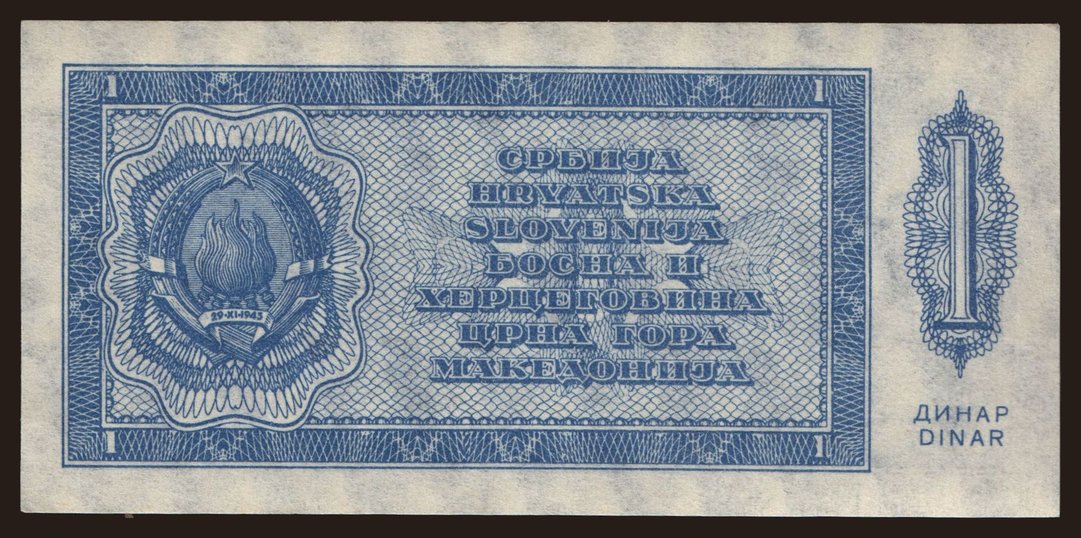 1 1
СРБИЈА
HRVATSKA
SLOVENIJA
БОСНА И
ХЕРЦЕГОВИНА
ЦРНА ГОРА
МАКЕДОНИЈА
29·XI·1943
1 1
1
ДИНАР
DINAR